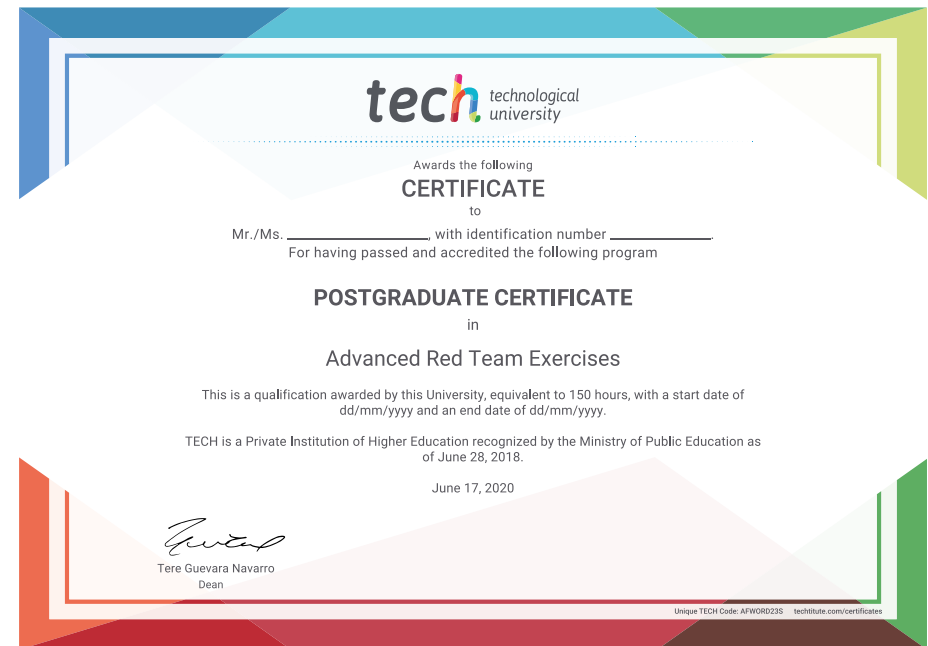 tech technological
university
Awards the following
CERTIFICATE
to
Mr./Ms. ____________________, with identification number ______________.
For having passed and accredited the following program
POSTGRADUATE CERTIFICATE
in
Advanced Red Team Exercises
This is a qualification awarded by this University, equivalent to 150 hours, with a start date of
dd/mm/yyyy and an end date of dd/mm/yyyy.
TECH is a Private Institution of Higher Education recognized by the Ministry of Public Education as
of June 28, 2018.
June 17, 2020
Tere Guevara Navarro
Dean
Unique TECH Code: AFWORD23S techtitute.com/certificates